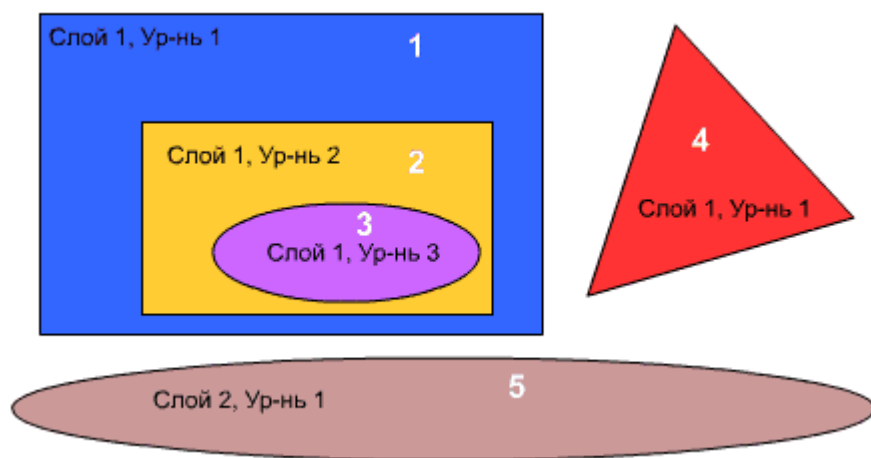 Слой 1, Ур-нь 1
1
Слой 1, Ур-нь 2
2
3
Слой 1, Ур-нь 3
4
Слой 1, Ур-нь 1
5
Слой 2, Ур-нь 1